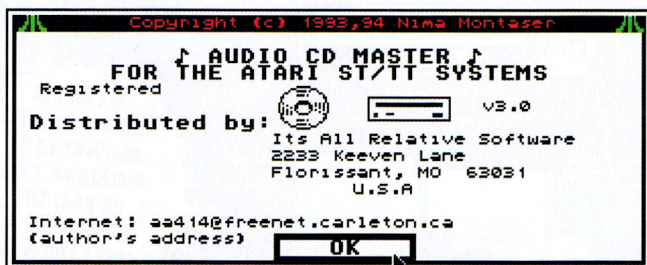 Copyright (c) 1993,94 Nima Montaser
♪ AUDIO CD MASTER ♪
FOR THE ATARI ST/TT SYSTEMS
Registered
v3.0
Distributed by:
Its All Relative Software
2233 Keeven Lane
Florissant, MO 63031
U.S.A
Internet: aa414@freenet.carleton.ca
(author's address)
OK